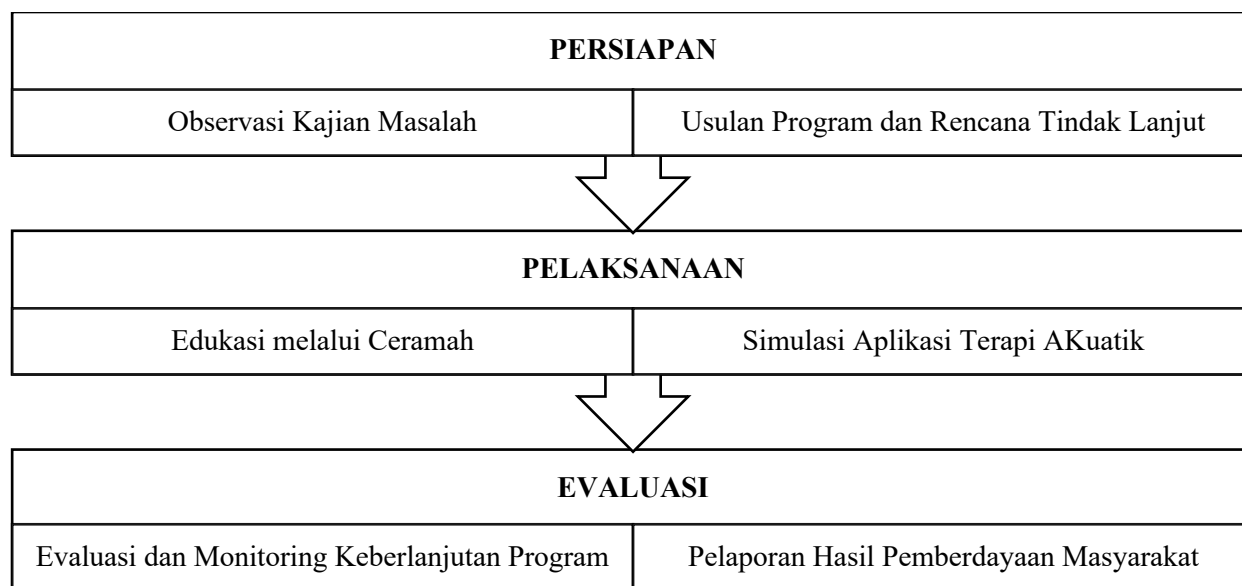 PERSIAPAN
Observasi Kajian Masalah
Usulan Program dan Rencana Tindak Lanjut
PELAKSANAAN
Edukasi melalui Ceramah
Simulasi Aplikasi Terapi AKuatik
EVALUASI
Evaluasi dan Monitoring Keberlanjutan Program
Pelaporan Hasil Pemberdayaan Masyarakat